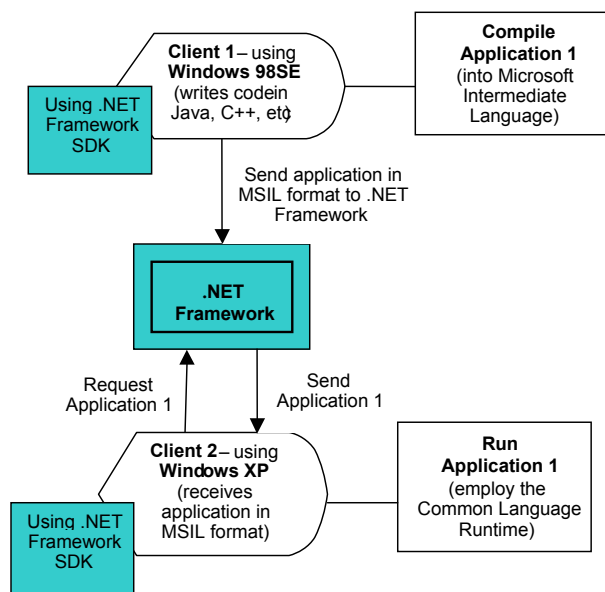 Client 1 – using
Windows 98SE
(writes codein
Java, C++, etc)
Compile
Application 1
(into Microsoft
Intermediate
Language)
Using .NET
Framework
SDK
Send application in
MSIL format to .NET
Framework
.NET
Framework
Request
Application 1
Send
Application 1
Client 2– using
Windows XP
(receives
application in
MSIL format)
Run
Application 1
(employ the
Common Language
Runtime)
Using .NET
Framework
SDK